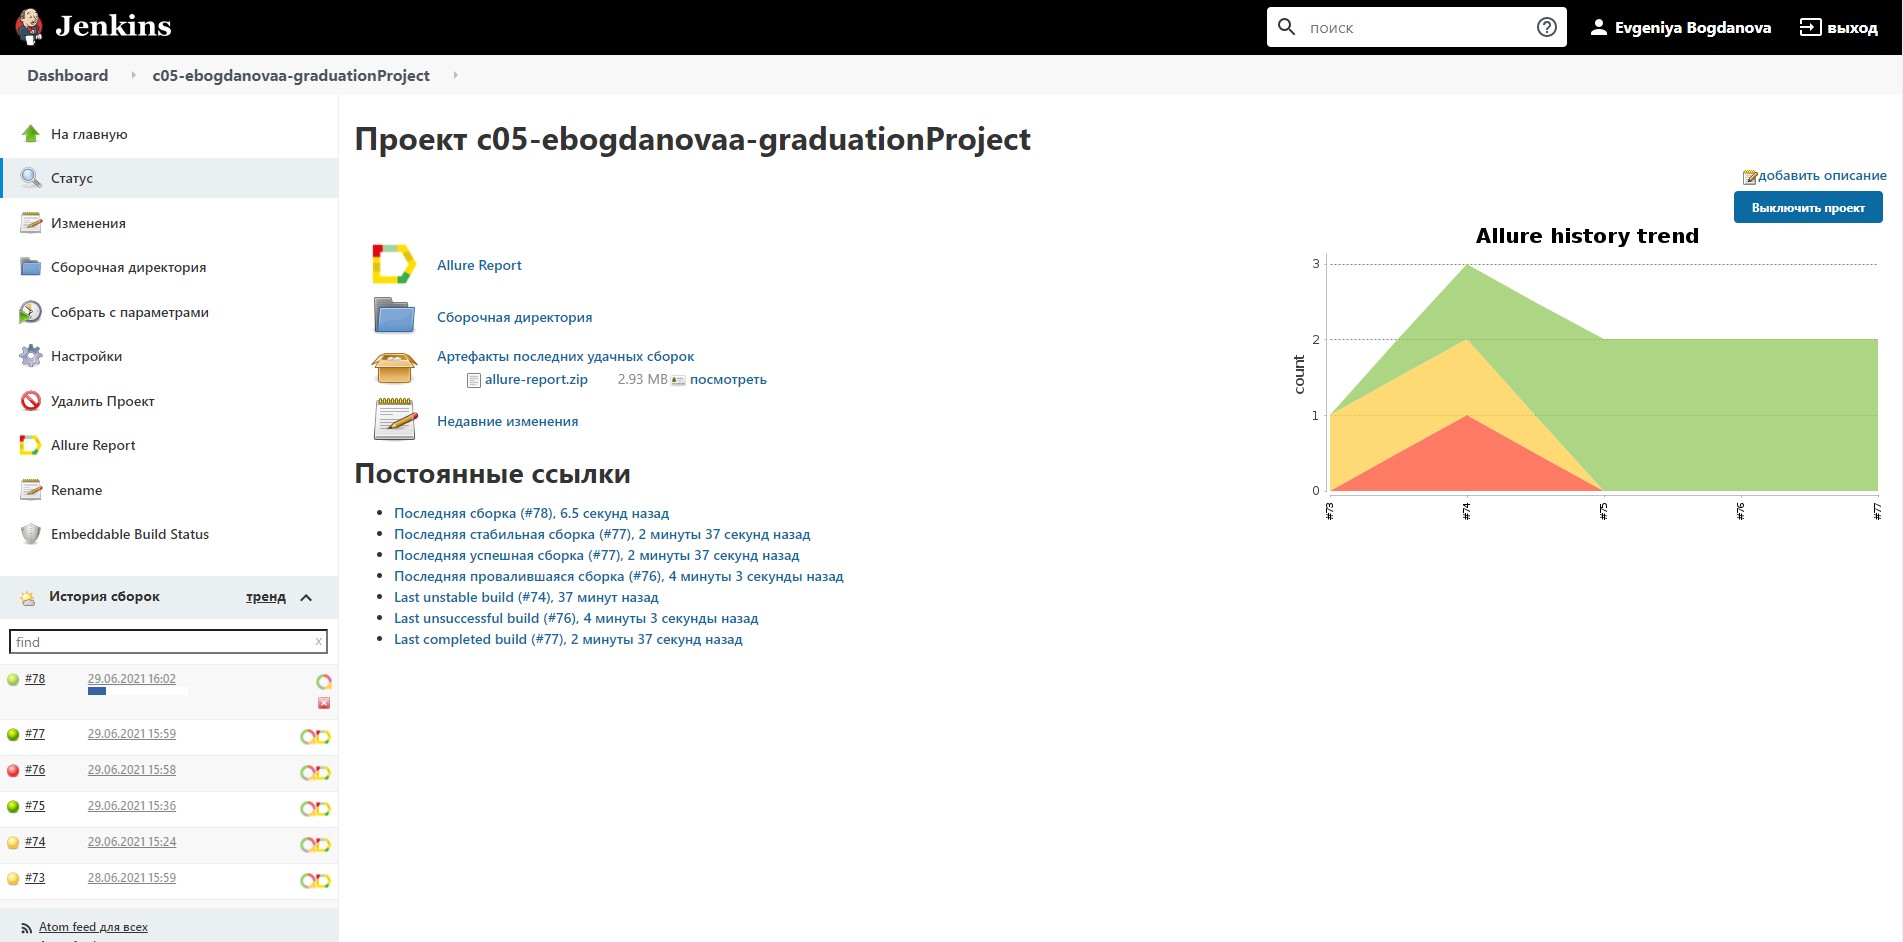 Jenkins
поиск
Evgeniya Bogdanova
выход
Dashboard
c05-ebogdanovaa-graduationProject
На главную
Статус
Изменения
Сборочная директория
Собрать с параметрами
Настройки
Удалить Проект
Allure Report
Rename
Embeddable Build Status
История сборок
тренд
find
x
#78 29.06.2021 16:02
#77 29.06.2021 15:59
#76 29.06.2021 15:58
#75 29.06.2021 15:36
#74 29.06.2021 15:24
#73 28.06.2021 15:59
Atom feed для всех
Проект c05-ebogdanovaa-graduationProject
добавить описание
Выключить проект
Allure Report
Сборочная директория
Артефакты последних удачных сборок
allure-report.zip 2.93 MB посмотреть
Недавние изменения
Постоянные ссылки
Последняя сборка (#78), 6.5 секунд назад
Последняя стабильная сборка (#77), 2 минуты 37 секунд назад
Последняя успешная сборка (#77), 2 минуты 37 секунд назад
Последняя провалившаяся сборка (#76), 4 минуты 3 секунды назад
Last unstable build (#74), 37 минут назад
Last unsuccessful build (#76), 4 минуты 3 секунды назад
Last completed build (#77), 2 минуты 37 секунд назад
Allure history trend
count
3
2
1
0
#73
#74
#75
#76
#77